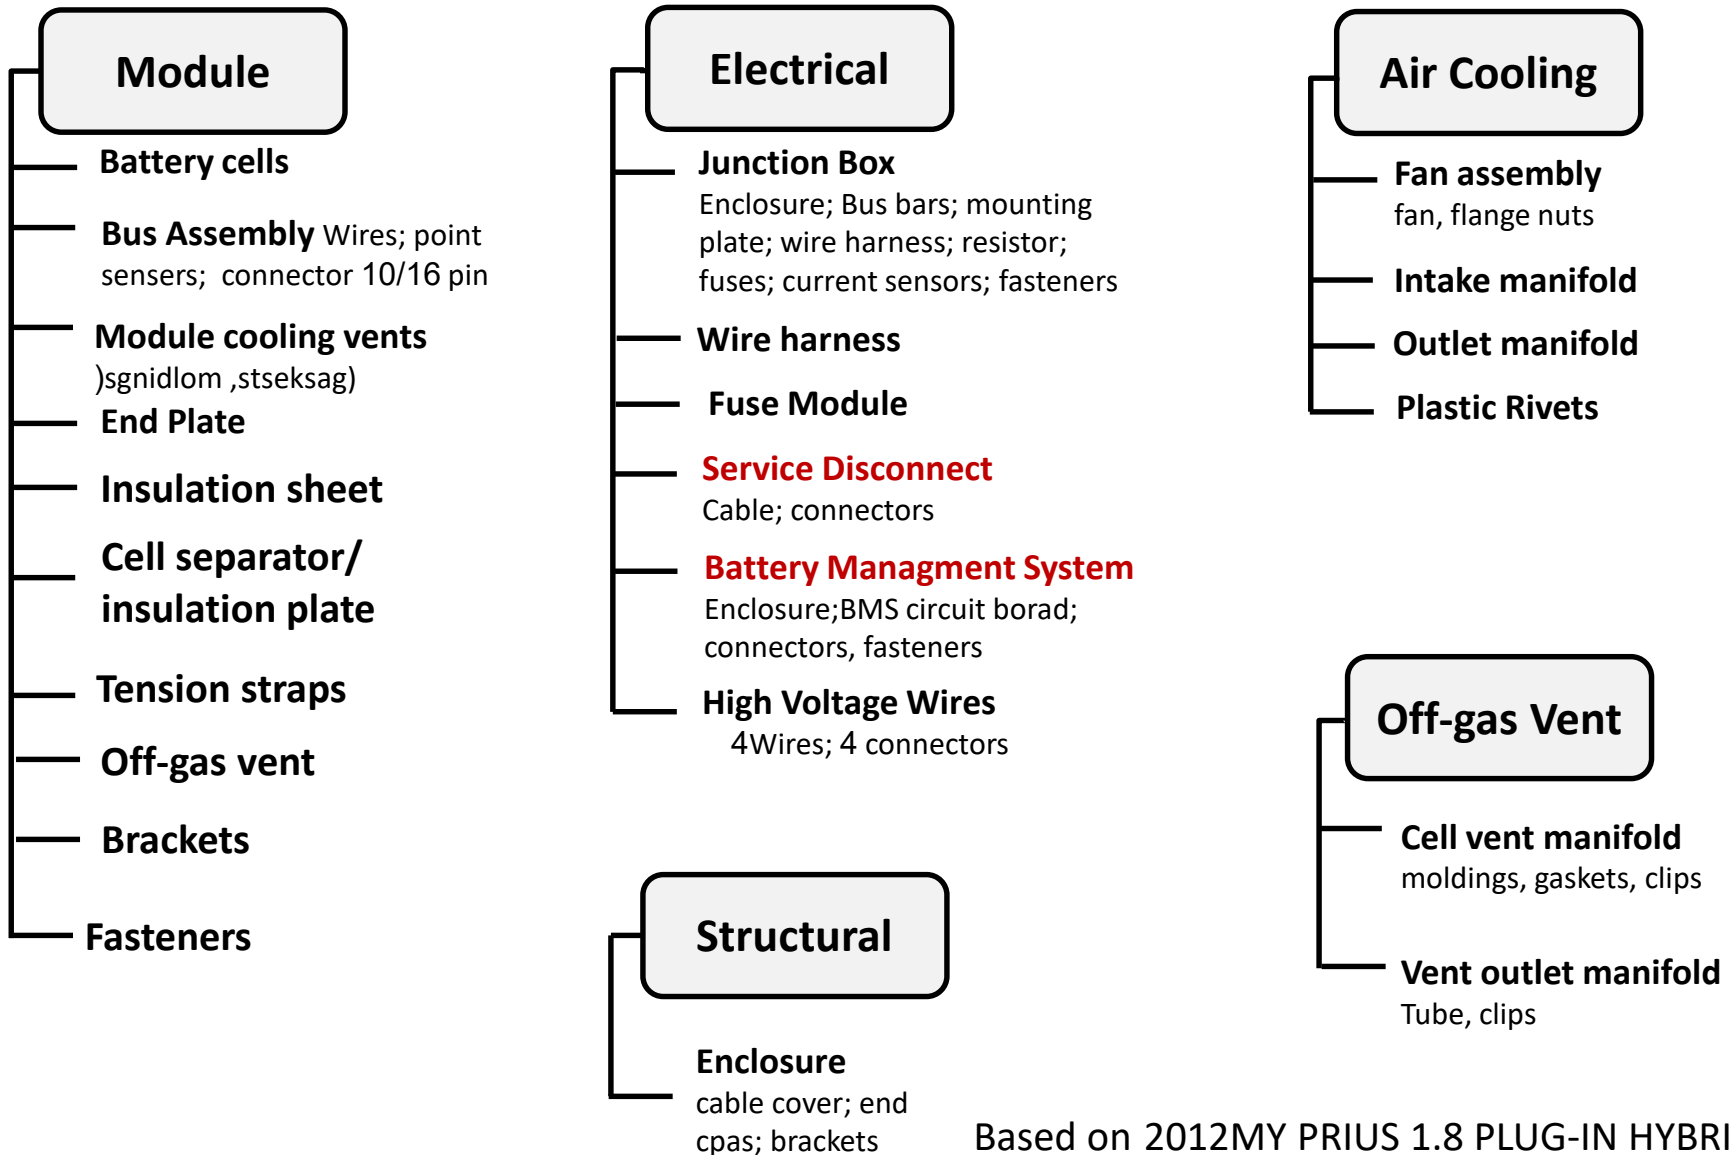 Module
Battery cells
Bus Assembly Wires; point
sensers; connector 10/16 pin
Module cooling vents
)sgnidlom ,stseksag)
End Plate
Insulation sheet
Cell separator/
insulation plate
Tension straps
Off-gas vent
Brackets
Fasteners
Electrical
Junction Box
Enclosure; Bus bars; mounting
plate; wire harness; resistor;
fuses; current sensors; fasteners
Wire harness
Fuse Module
Service Disconnect
Cable; connectors
Battery Managment System
Enclosure;BMS circuit borad;
connectors, fasteners
High Voltage Wires
4Wires; 4 connectors
Structural
Enclosure
cable cover; end
cpas; brackets
Air Cooling
Fan assembly
fan, flange nuts
Intake manifold
Outlet manifold
Plastic Rivets
Off-gas Vent
Cell vent manifold
moldings, gaskets, clips
Vent outlet manifold
Tube, clips
Based on 2012MY PRIUS 1.8 PLUG-IN HYBRI